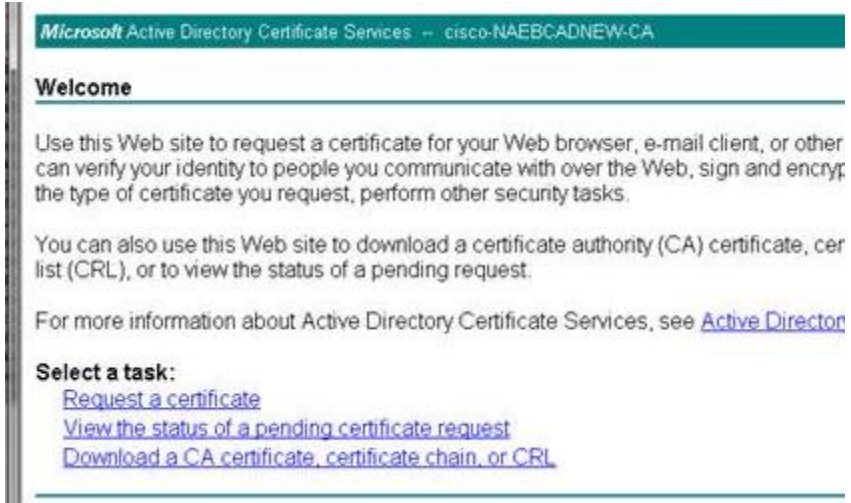 Microsoft Active Directory Certificate Services -- cisco-NAEBCADNEW-CA
Welcome
Use this Web site to request a certificate for your Web browser, e-mail client, or other
can verify your identity to people you communicate with over the Web, sign and encryp
the type of certificate you request, perform other security tasks.
You can also use this Web site to download a certificate authority (CA) certificate, cer
list (CRL), or to view the status of a pending request.
For more information about Active Directory Certificate Services, see Active Director
Select a task:
Request a certificate
View the status of a pending certificate request
Download a CA certificate, certificate chain, or CRL